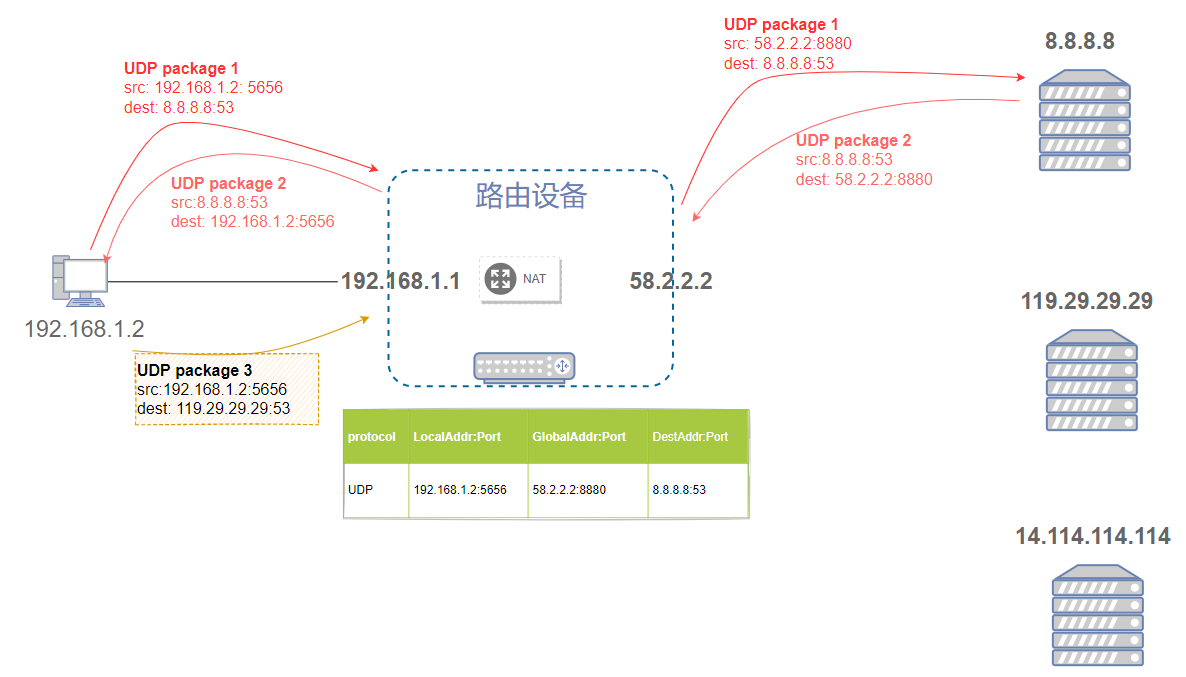 UDP package 1
src: 58.2.2.2:8880
dest: 8.8.8.8:53
8.8.8.8
UDP package 1
src: 192.168.1.2: 5656
dest: 8.8.8.8:53
UDP package 2
src:8.8.8.8:53
dest: 58.2.2.2:8880
UDP package 2
src:8.8.8.8:53
dest: 192.168.1.2:5656
路由设备
192.168.1.1
NAT
58.2.2.2
119.29.29.29
192.168.1.2
UDP package 3
src:192.168.1.2:5656
dest: 119.29.29.29:53
protocol LocalAddr:Port GlobalAddr:Port DestAddr:Port
UDP 192.168.1.2:5656 58.2.2.2:8880 8.8.8.8:53
14.114.114.114